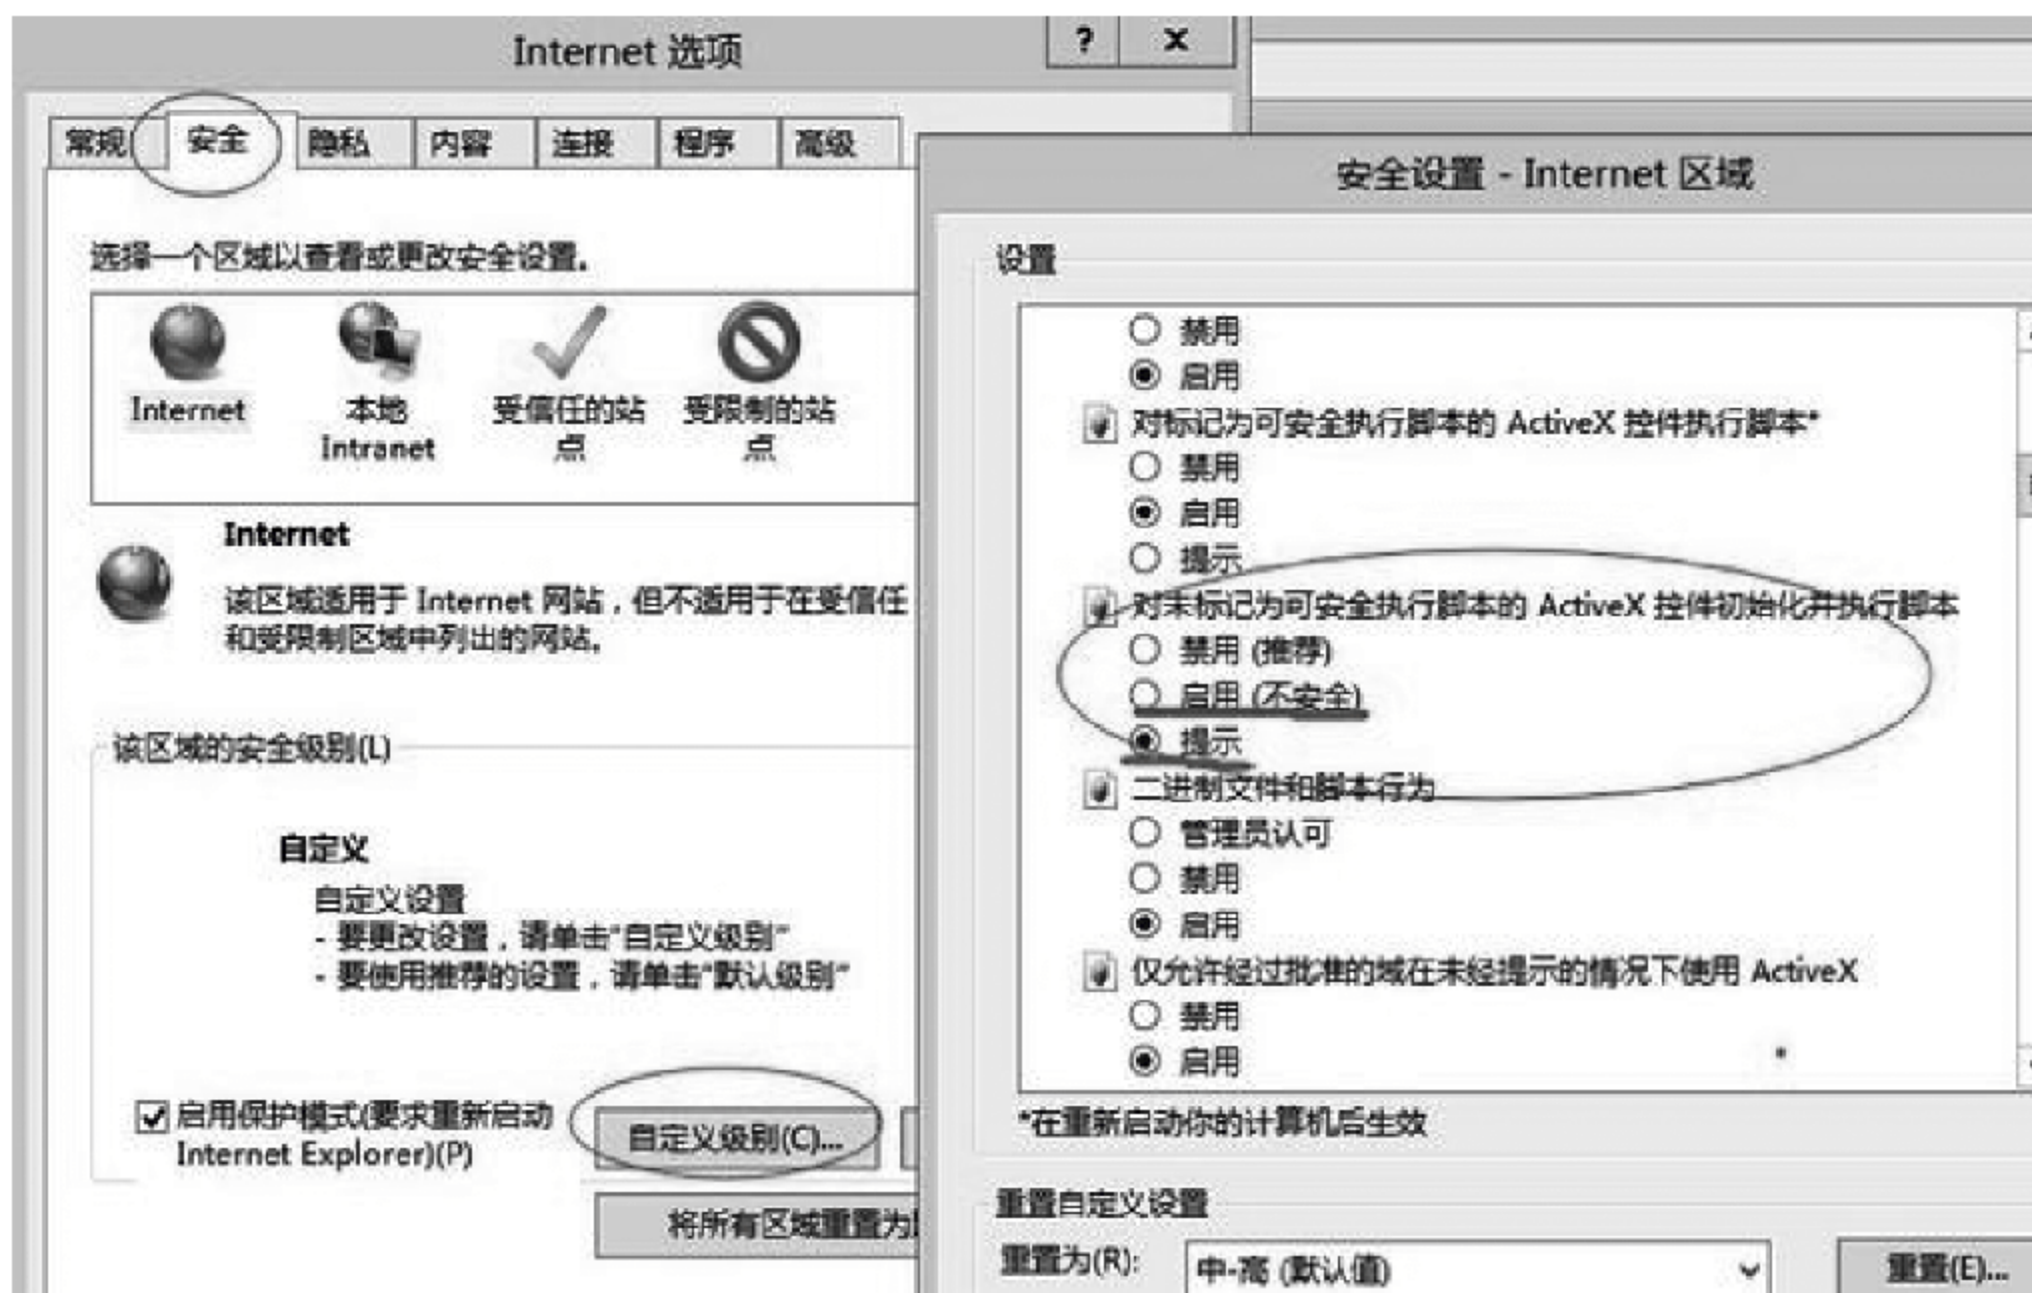 Internet 选项
? x
常规 安全 隐私 内容 连接 程序 高级
选择一个区域以查看或更改安全设置。
Internet
本地
Intranet
受信任的站
点
受限制的站
点
Internet
该区域适用于 Internet 网站，但不适用于在受信任
和受限制区域中列出的网站。
该区域的安全级别(L)
自定义
自定义设置
- 要更改设置，请单击“自定义级别”
- 要使用推荐的设置，请单击“默认级别”
启用保护模式(要求重新启动
Internet Explorer)(P)
自定义级别(C)...
将所有区域重置为
安全设置 - Internet 区域
设置
禁用
启用
对标记为可安全执行脚本的 ActiveX 控件执行脚本*
禁用
启用
提示
对未标记为可安全执行脚本的 ActiveX 控件初始化并执行脚本
禁用 (推荐)
启用 (不安全)
提示
二进制文件和脚本行为
管理员认可
禁用
启用
仅允许经过批准的域在未经提示的情况下使用 ActiveX
禁用
启用
*在重新启动你的计算机后生效
重置自定义设置
重置为(R):
中-高 (默认值)
重置(E)...